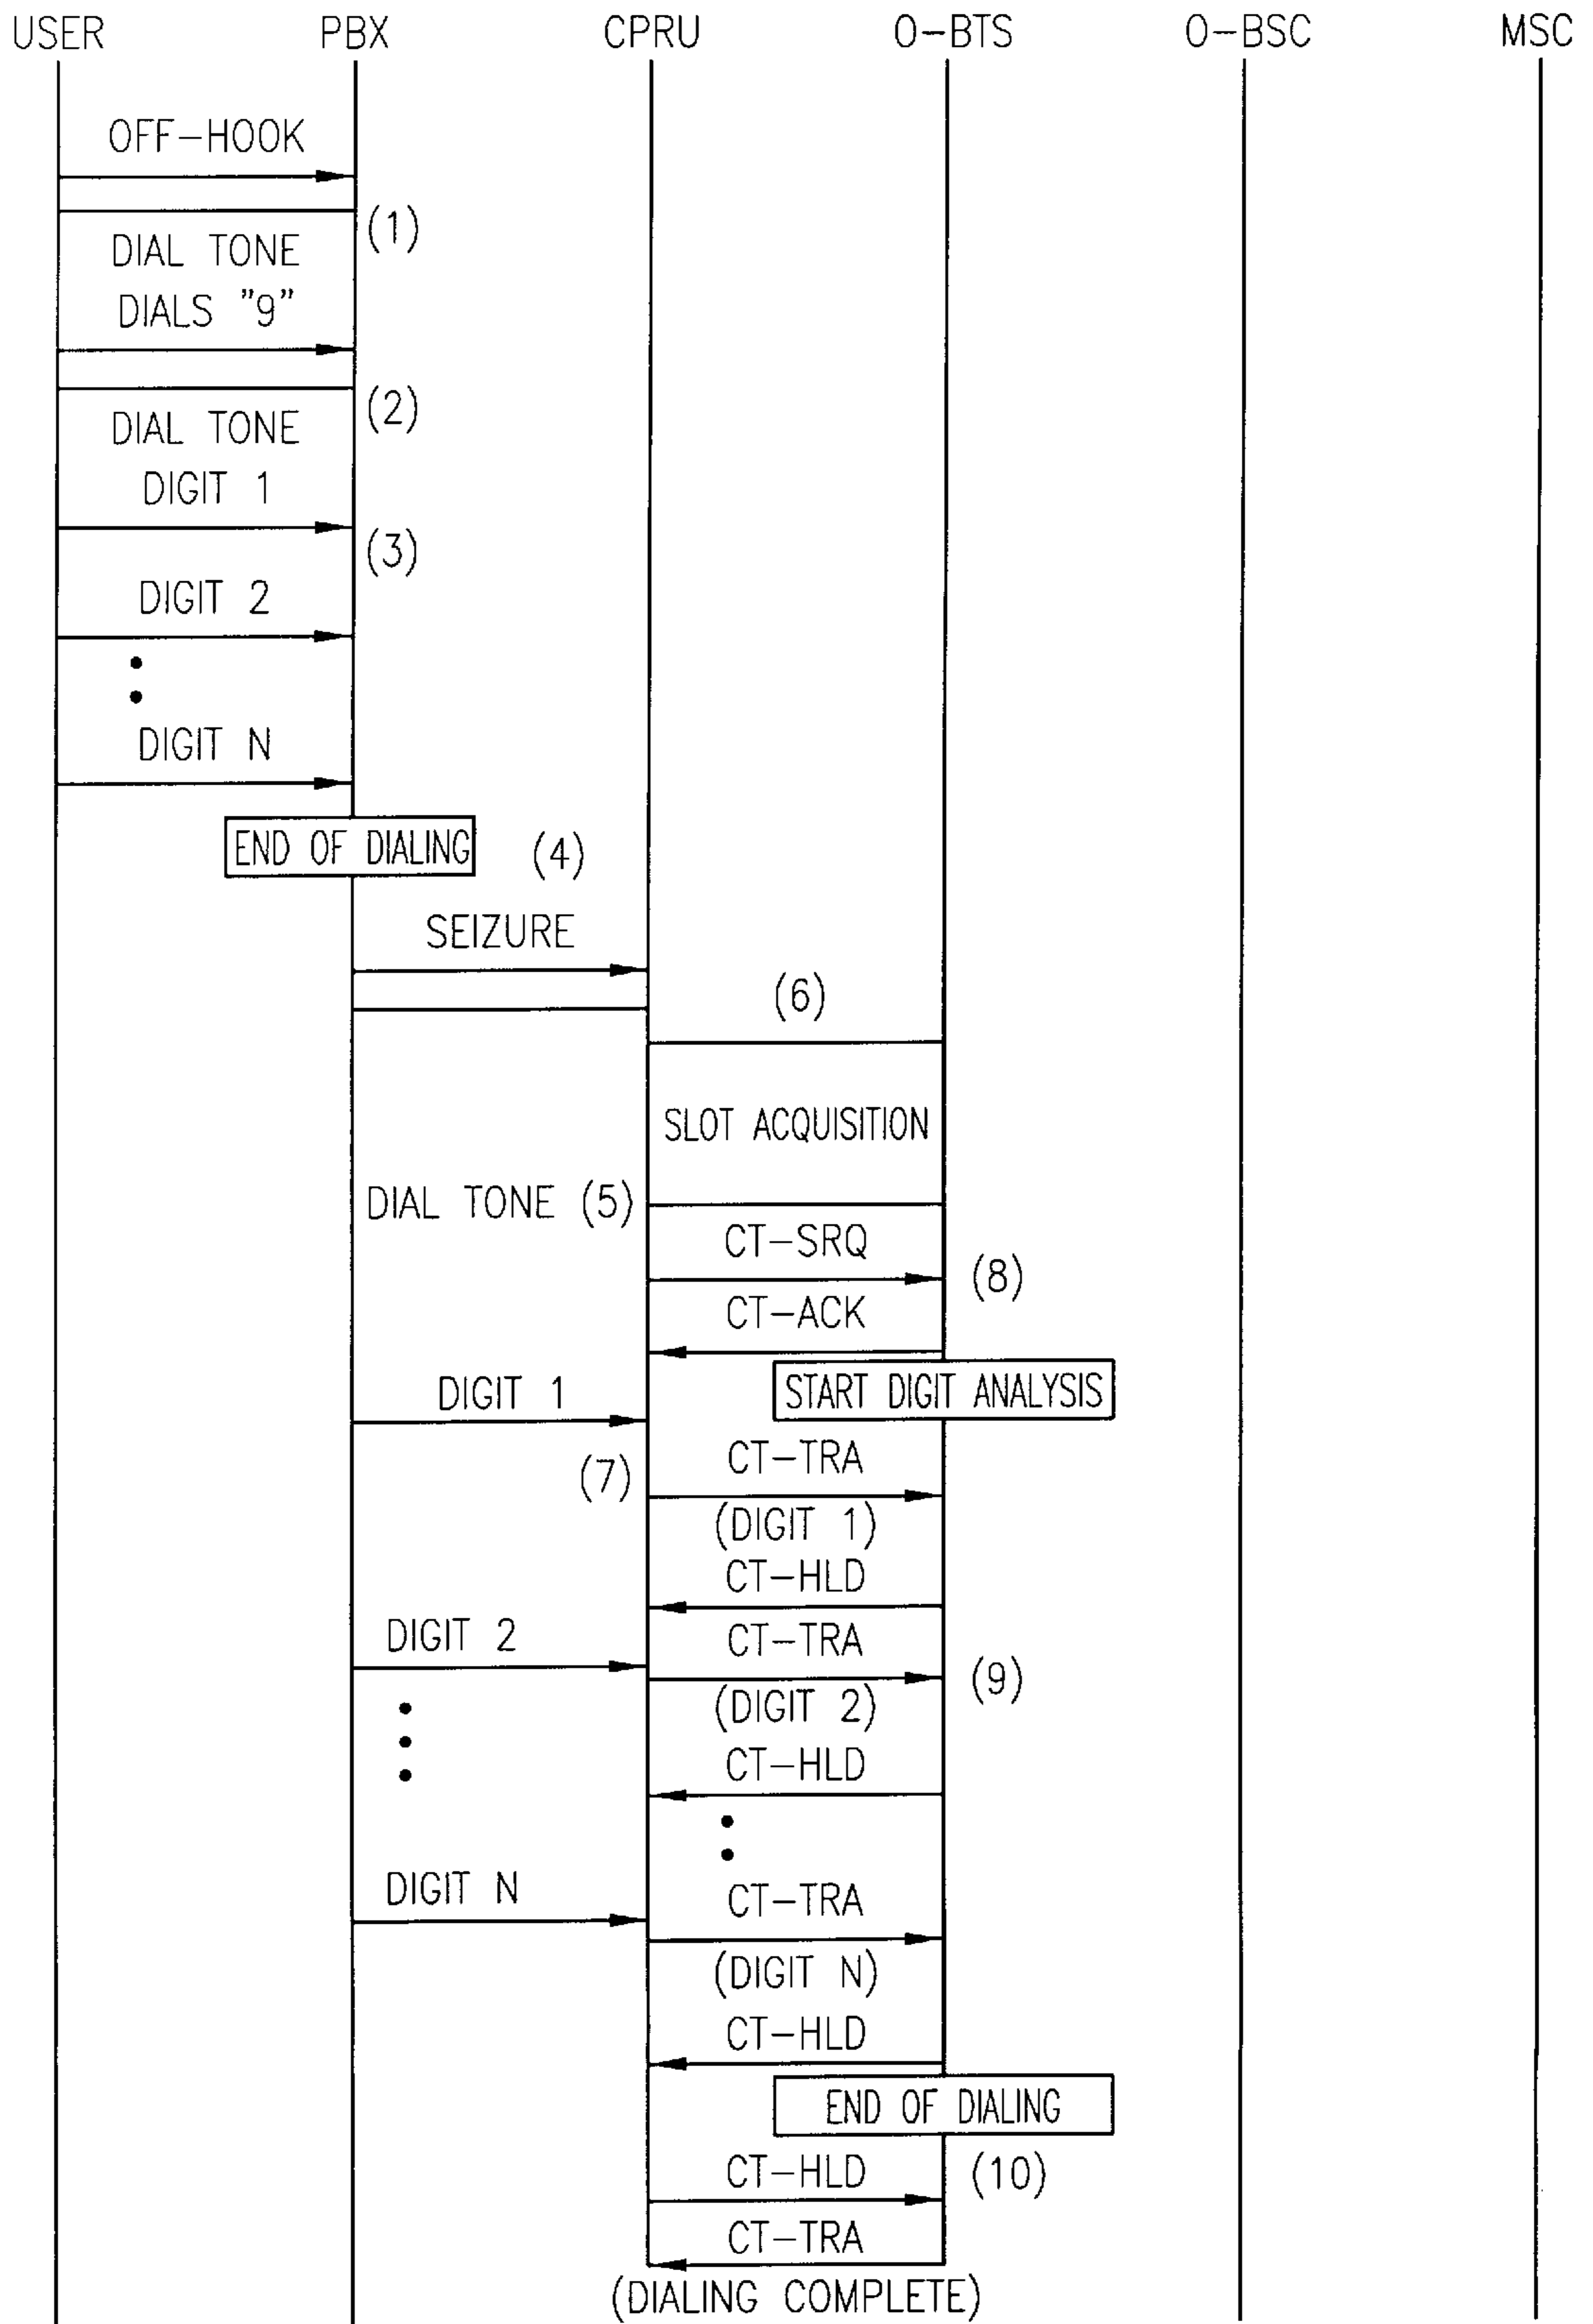 USER PBX CPRU O-BTS O-BSC MSC
OFF-HOOK
(1)
DIAL TONE
DIALS "9"
(2)
DIAL TONE
DIGIT 1
(3)
DIGIT 2
DIGIT N
END OF DIALING (4)
SEIZURE
(6)
SLOT ACQUISITION
DIAL TONE (5)
CT-SRQ
(8)
CT-ACK
DIGIT 1 START DIGIT ANALYSIS
CT-TRA
(7)
(DIGIT 1)
CT-HLD
DIGIT 2 CT-TRA
(9)
(DIGIT 2)
CT-HLD
DIGIT N CT-TRA
(DIGIT N)
CT-HLD
END OF DIALING
CT-HLD (10)
CT-TRA
(DIALING COMPLETE)